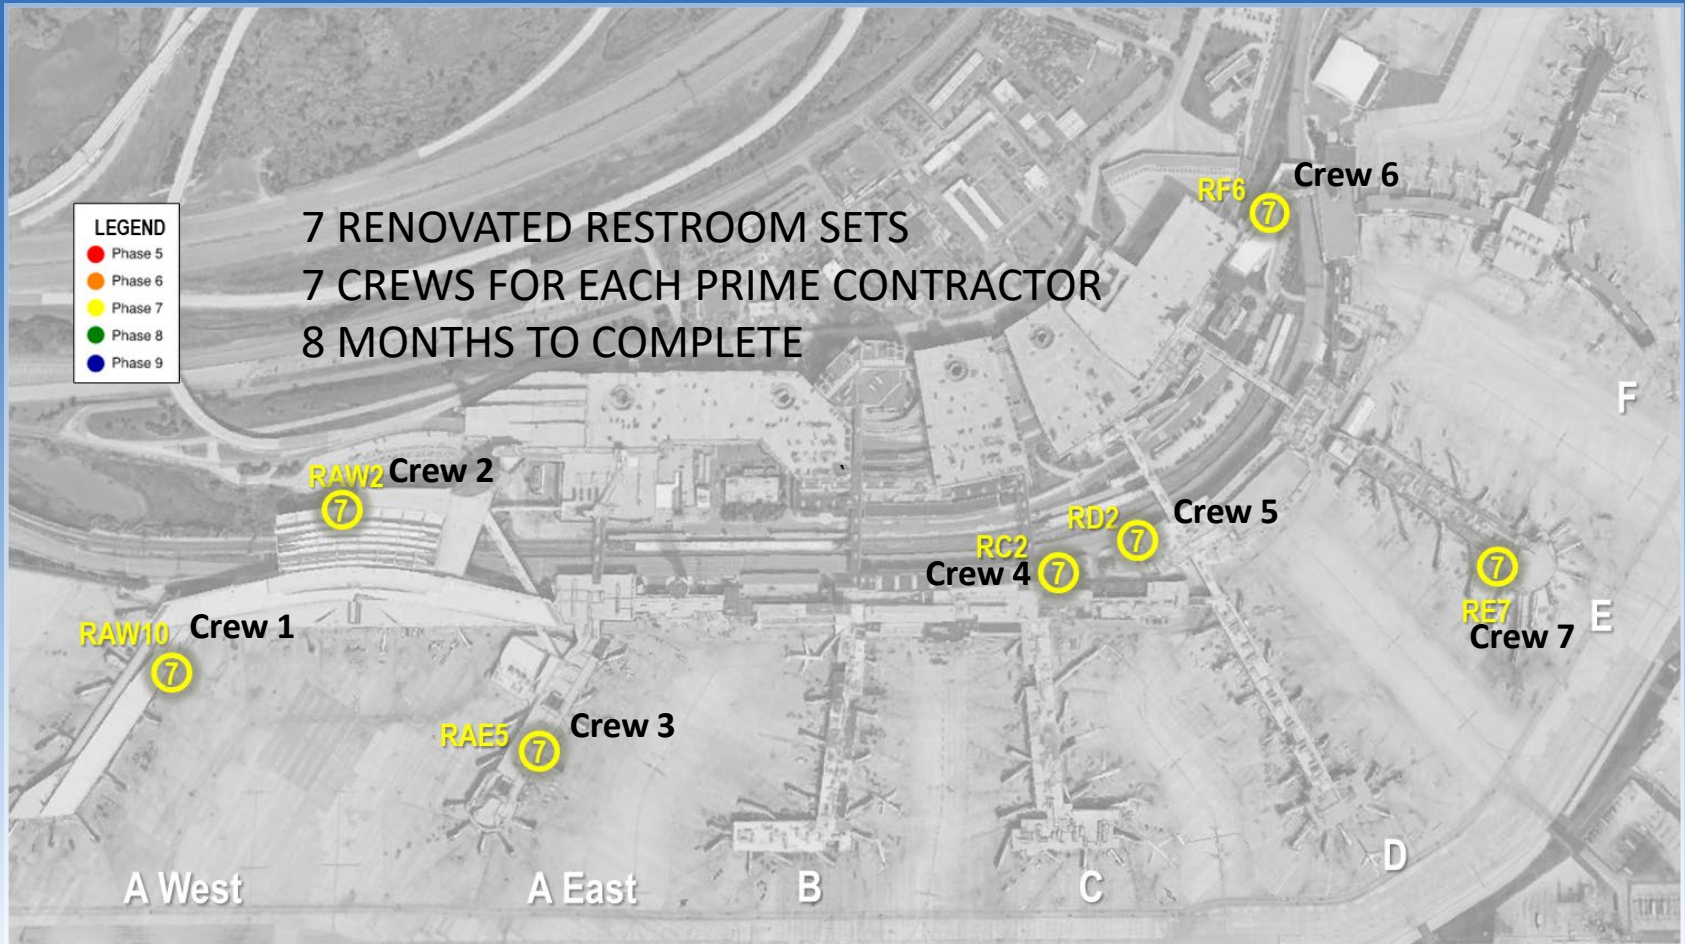 LEGEND
Phase 5
Phase 6
Phase 7
Phase 8
Phase 9
7 RENOVATED RESTROOM SETS
7 CREWS FOR EACH PRIME CONTRACTOR
8 MONTHS TO COMPLETE
RF6
7
Crew 6
F
RAW2
7
Crew 2
RD2
7
Crew 5
RC2
7
Crew 4
7
RE7
Crew 7
E
RAW10
7
Crew 1
RAE5
7
Crew 3
A West
A East
B
C
D